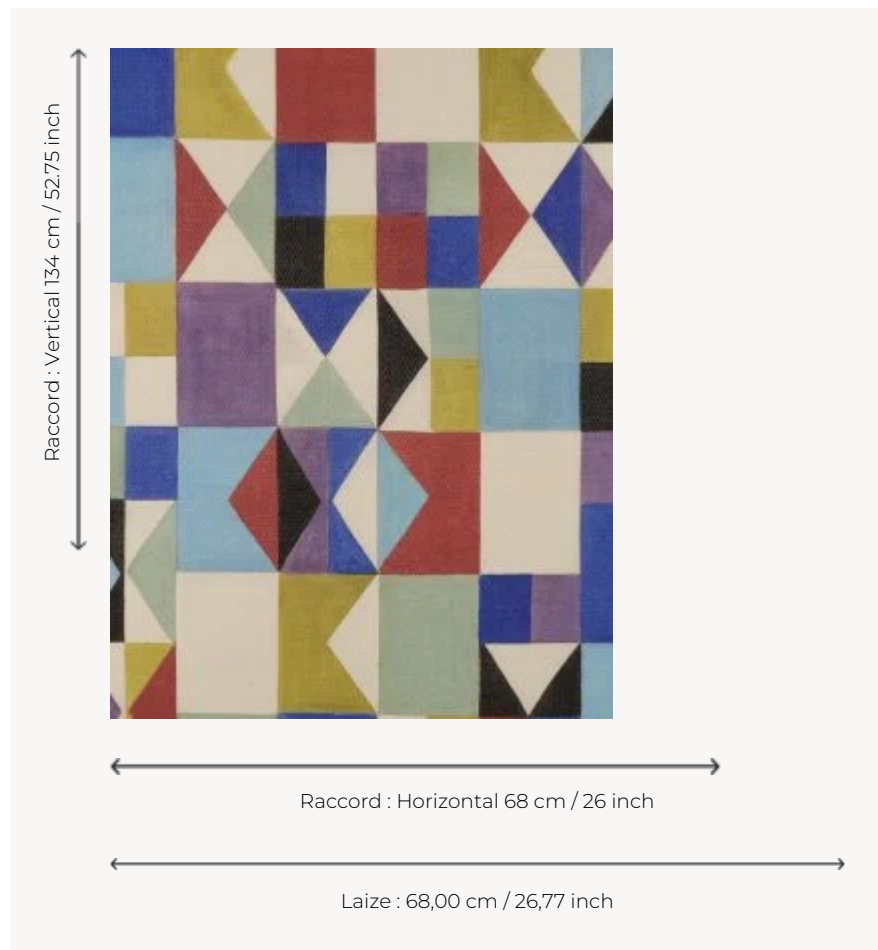 Raccord : Vertical 134 cm / 52.75 inch
Raccord : Horizontal 68 cm / 26 inch
Laize : 68,00 cm / 26,77 inch